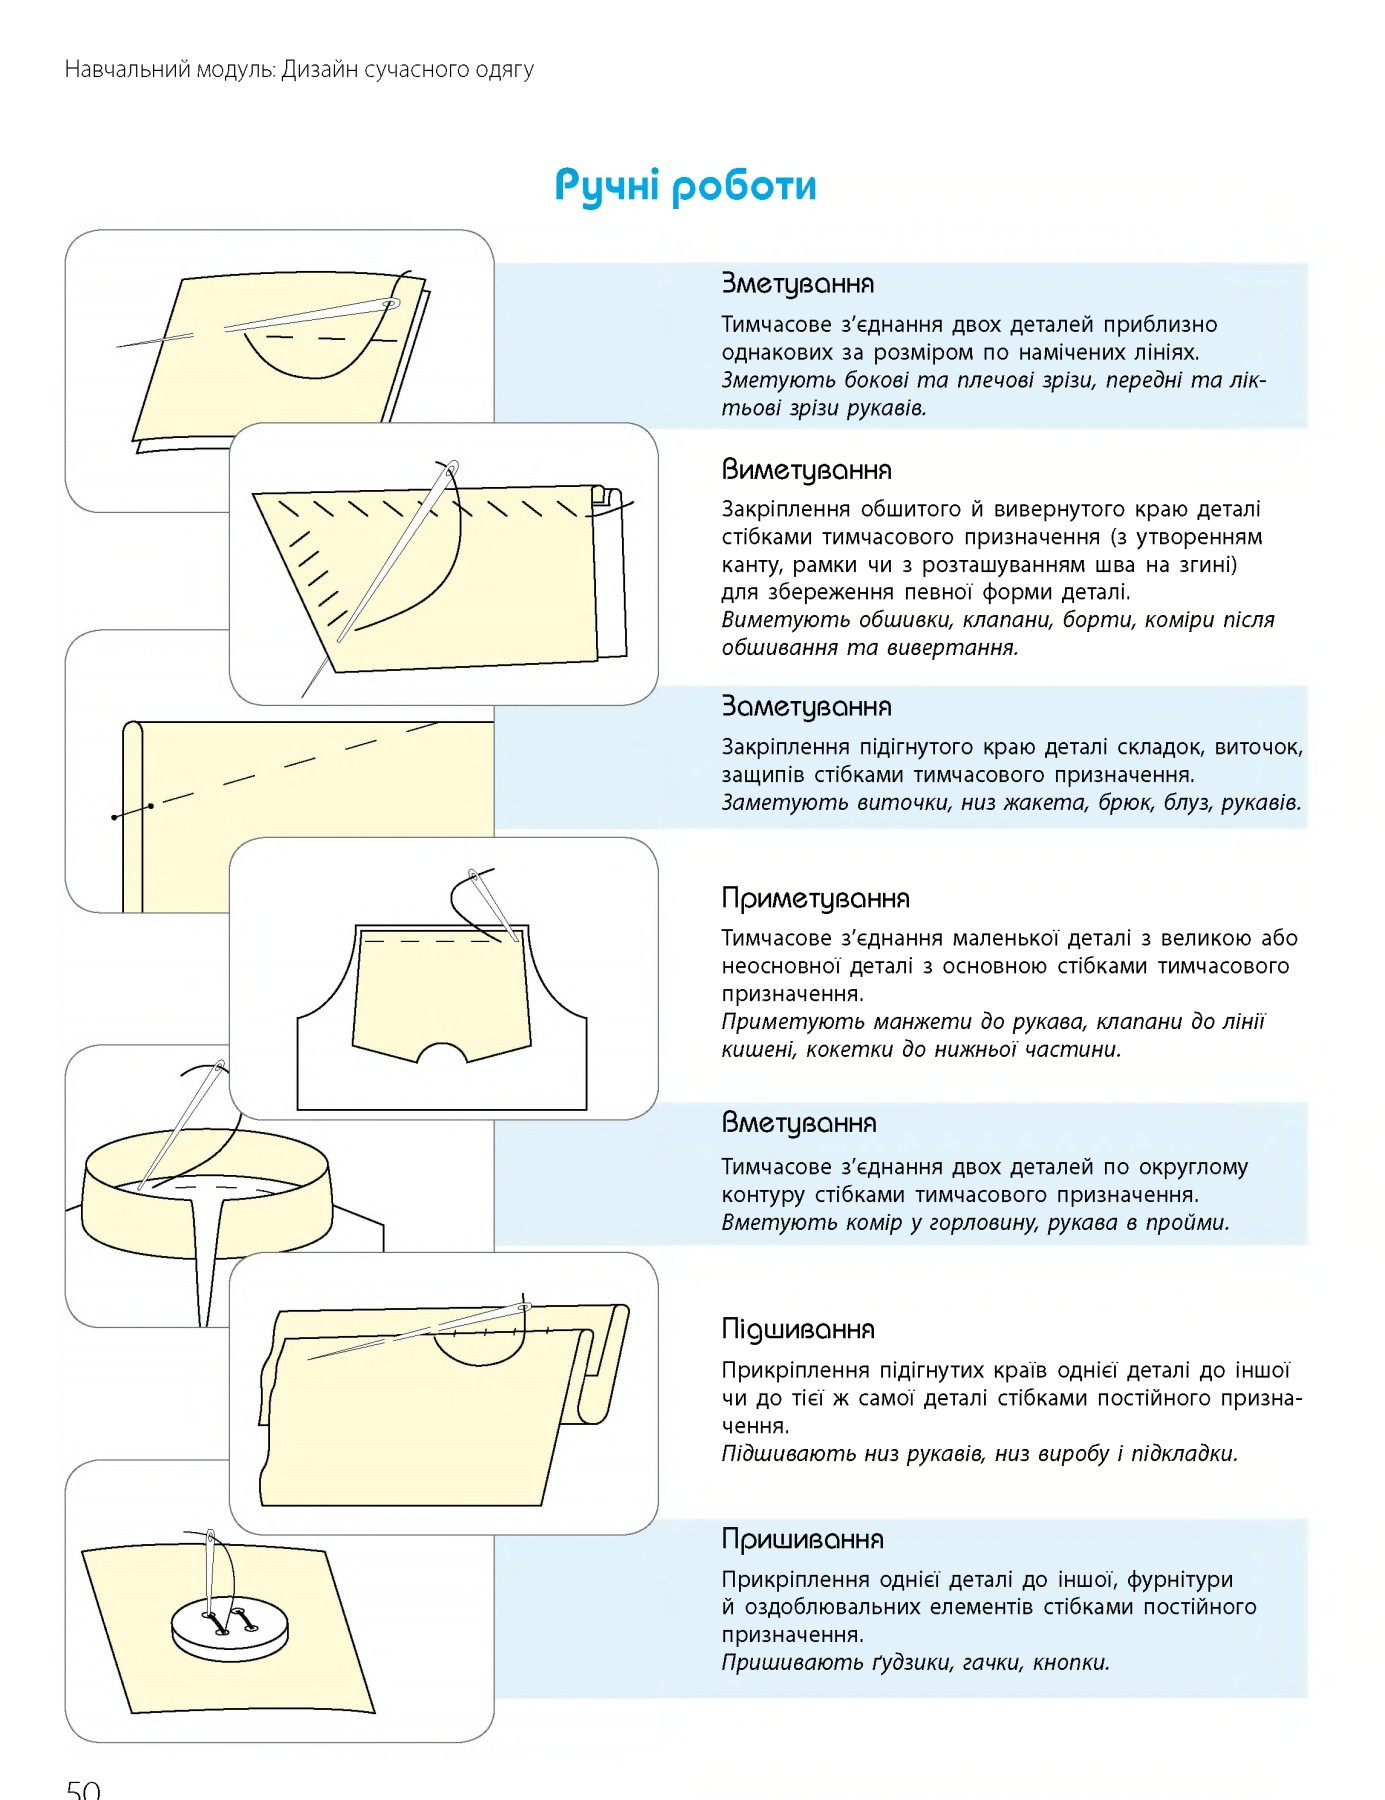 Навчальний модуль: Дизайн сучасного одягу
Ручні роботи
Зметування
Тимчасове з’єднання двох деталей приблизно
однакових за розміром по намічених лініях.
Зметують бокові та плечові зрізи, передні та лік-
тьові зрізи рукавів.
Виметування
Закріплення обшитого й вивернутого краю деталі
стібками тимчасового призначення (з утворенням
канту, рамки чи з розташуванням шва на згині)
для збереження певної форми деталі.
Виметують обшивки, клапани, борти, коміри після
обшивання та вивертання.
Заметування
Закріплення підігнутого краю деталі складок, виточок,
защипів стібками тимчасового призначення.
Заметують виточки, низ жакета, брюк, блуз, рукавів.
Приметування
Тимчасове з’єднання маленької деталі з великою або
неосновної деталі з основною стібками тимчасового
призначення.
Приметують манжети до рукава, клапани до лінії
кишені, кокетки до нижньої частини.
Вметування
Тимчасове з’єднання двох деталей по округлому
контуру стібками тимчасового призначення.
Вметують комір у горловину, рукава в пройми.
Підшивання
Прикріплення підігнутих країв однієї деталі до іншої
чи до тієї ж самої деталі стібками постійного призна-
чення.
Підшивають низ рукавів, низ виробу і підкладки.
Пришивання
Прикріплення однієї деталі до іншої, фурнітури
й оздоблювальних елементів стібками постійного
призначення.
Пришивають ґудзики, гачки, кнопки.
50